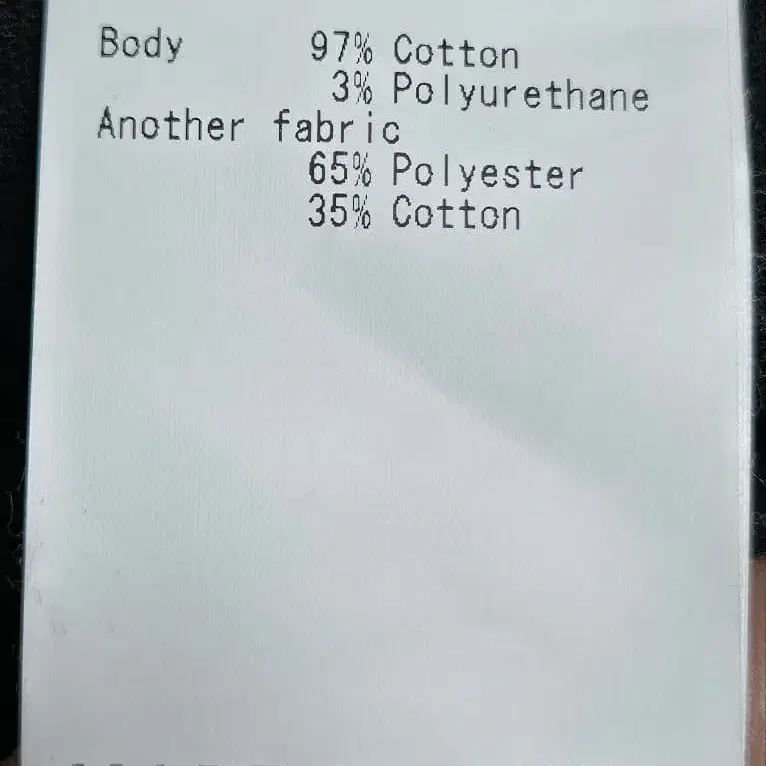 Body 97% Cotton
3% Polyurethane
Another fabric
65% Polyester
35% Cotton